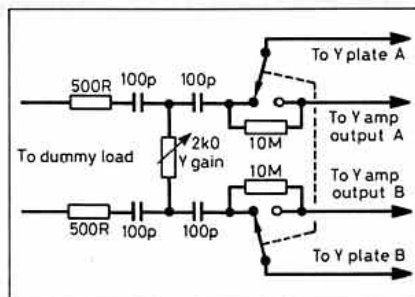 To Y plate A
500R
100p
100p
To Y amp
output A
2k0
Y gain
10M
To dummy load
10M
To Y amp
output B
500R
100p
100p
To Y plate B